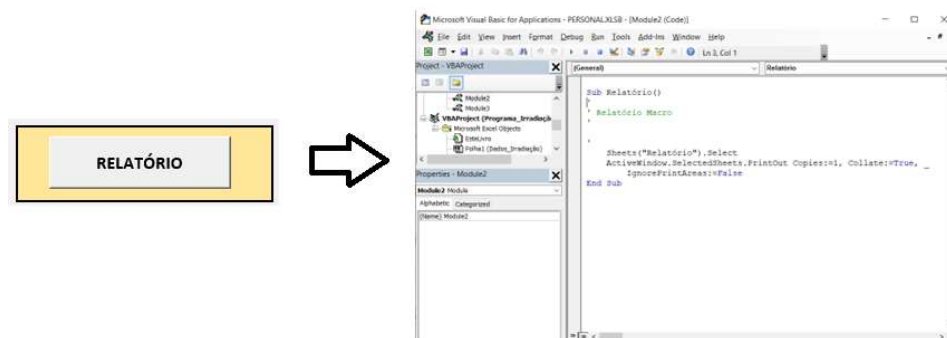 RELATÓRIO
Microsoft Visual Basic for Applications - PERSONAL.XLSB - [Module2 (Code)]
File Edit View Insert Format Debug Run Tools Add-Ins Window Help
Ln 3, Col 1
Project - VBAProject
Module2
Module3
VBAProject (Programa_Irradiaçã
Microsoft Excel Objects
EsteLivro
Folha1 (Dados_Irradiação)
Properties - Module2
Module2 Module
Alphabetic Categorized
(Name) Module2
(General) Relatório
Sub Relatório()
'
' Relatório Macro
'
'
Sheets("Relatório").Select
ActiveWindow.SelectedSheets.PrintOut Copies:=1, Collate:=True, _
IgnorePrintAreas:=False
End Sub